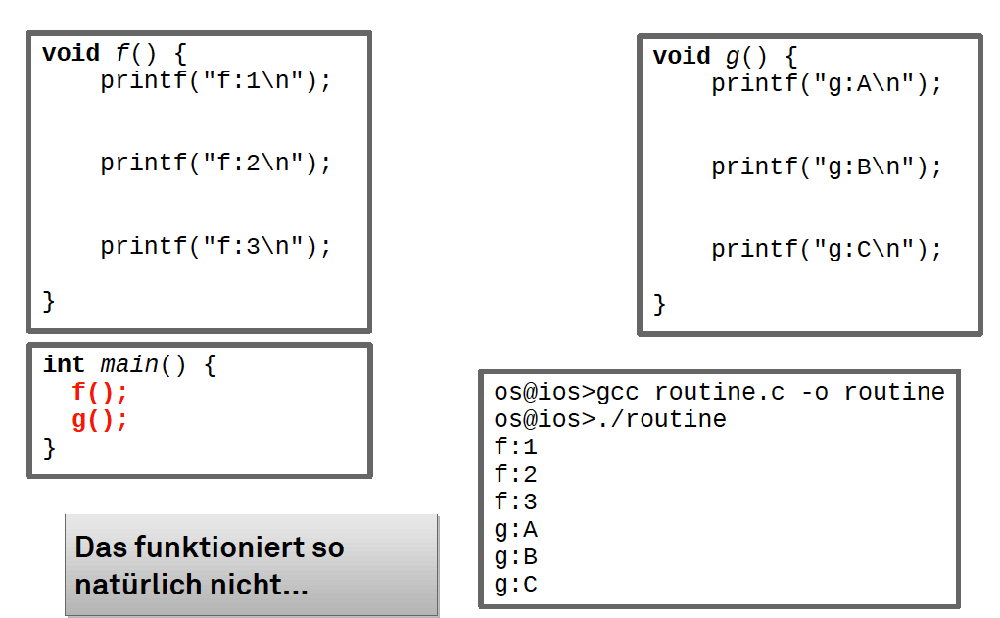 void f() {
    printf("f:1\n");
    printf("f:2\n");
    printf("f:3\n");
}
void g() {
    printf("g:A\n");
    printf("g:B\n");
    printf("g:C\n");
}
int main() {
  f();
  g();
}
os@ios>gcc routine.c -o routine
os@ios>./routine
f:1
f:2
f:3
g:A
g:B
g:C
Das funktioniert so
natürlich nicht...